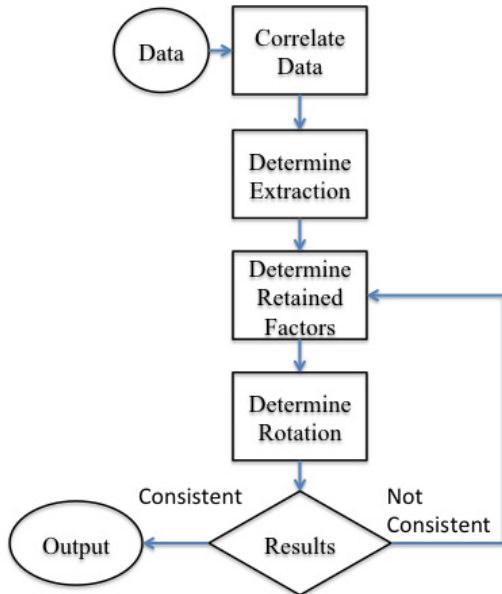 Data
Correlate
Data
Determine
Extraction
Determine
Retained
Factors
Determine
Rotation
Consistent
Not
Consistent
Output
Results